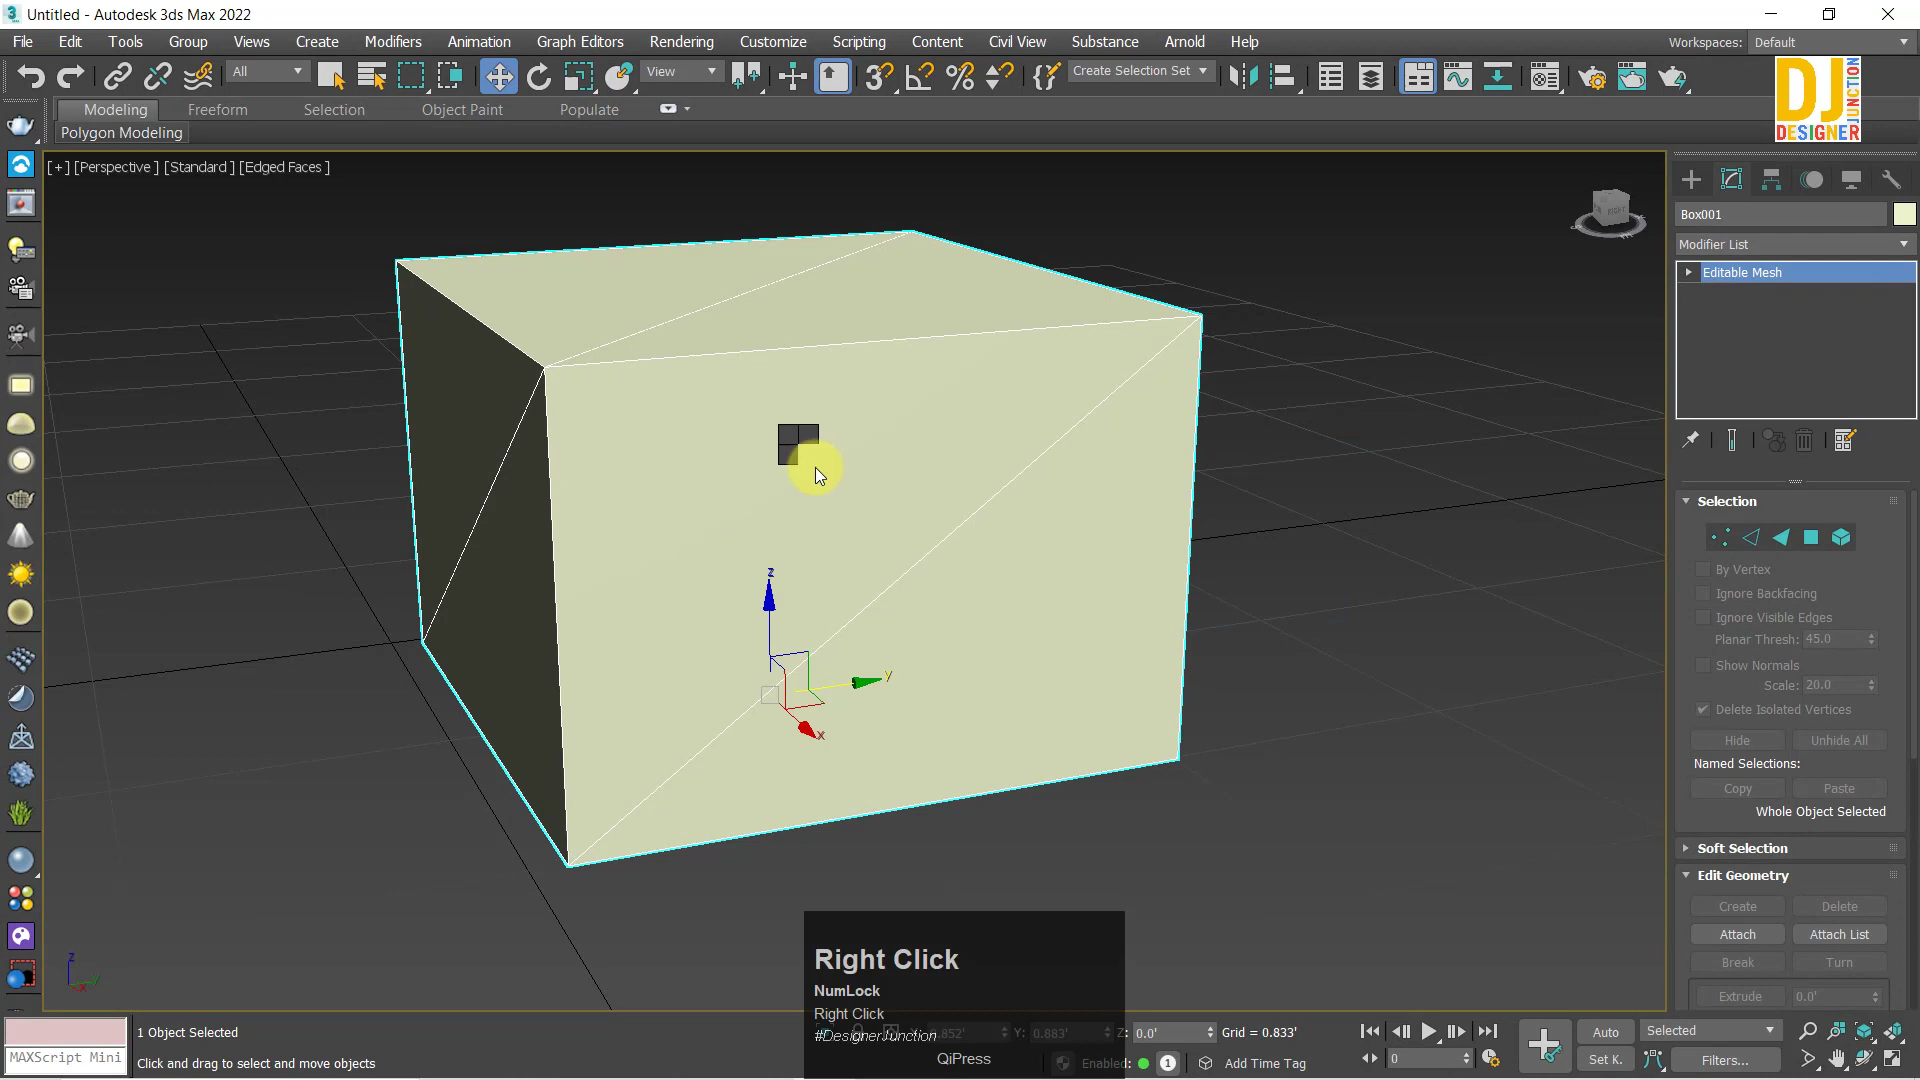 Untitled - Autodesk 3ds Max 2022
File Edit Tools Group Views Create Modifiers Animation Graph Editors Rendering Customize Scripting Content Civil View Substance Arnold Help
Workspaces: Default
All View Create Selection Set
DJ JUNCTION DESIGNER
Modeling Freeform Selection Object Paint Populate
Polygon Modeling
[+] [Perspective ] [Standard ] [Edged Faces ]
RIGHT
Box001
Modifier List
Editable Mesh
Selection
By Vertex
Ignore Backfacing
Ignore Visible Edges
Planar Thresh: 45.0
Show Normals
Scale: 20.0
Delete Isolated Vertices
Hide Unhide All
Named Selections:
Copy Paste
Whole Object Selected
Soft Selection
Edit Geometry
Create Delete
Attach Attach List
Break Turn
Extrude 0.0'
z
y
x
z
y
x
Right Click
NumLock
Right Click
#DesignerJunction
QiPress
MAXScript Mini
1 Object Selected
Click and drag to select and move objects
X: 0.852' Y: 0.883' Z: 0.0' Grid = 0.833'
Enabled: 1 Add Time Tag
0
Auto Selected
Set K. Filters...